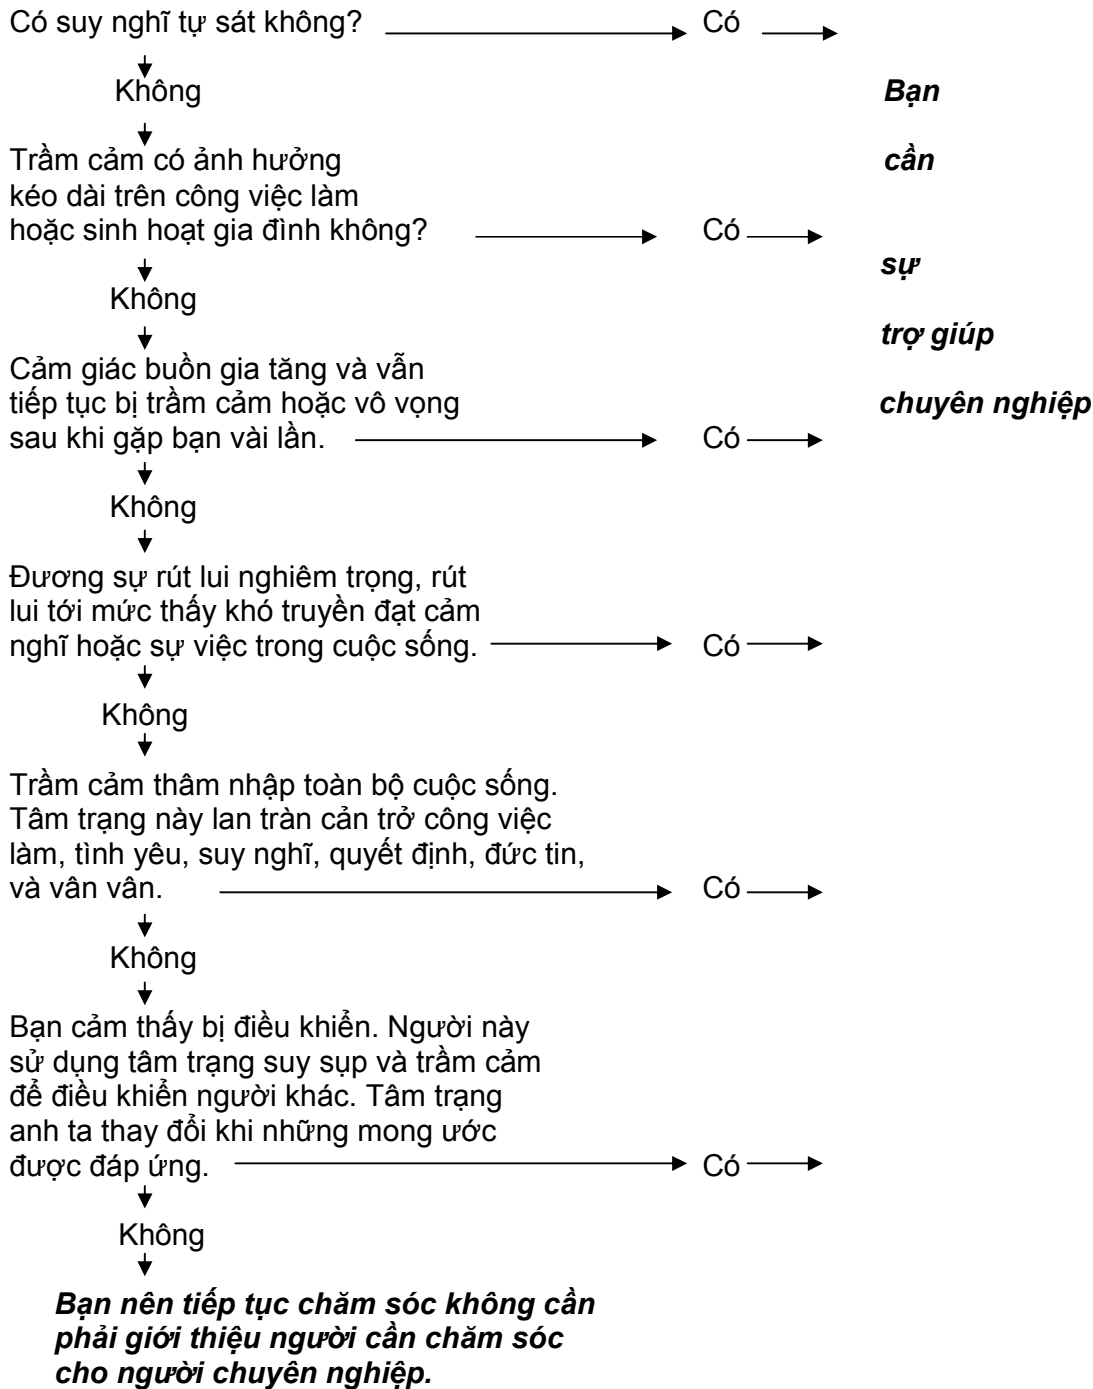 Có suy nghĩ tự sát không? Có
Không
Bạn
Trầm cảm có ảnh hưởng
cần
kéo dài trên công việc làm
hoặc sinh hoạt gia đình không? Có
sự
Không
trợ giúp
Cảm giác buồn gia tăng và vẫn
tiếp tục bị trầm cảm hoặc vô vọng
chuyên nghiệp
sau khi gặp bạn vài lần. Có
Không
Đương sự rút lui nghiêm trọng, rút
lui tới mức thấy khó truyền đạt cảm
nghĩ hoặc sự việc trong cuộc sống. Có
Không
Trầm cảm thâm nhập toàn bộ cuộc sống.
Tâm trạng này lan tràn cản trở công việc
làm, tình yêu, suy nghĩ, quyết định, đức tin,
và vân vân. Có
Không
Bạn cảm thấy bị điều khiển. Người này
sử dụng tâm trạng suy sụp và trầm cảm
để điều khiển người khác. Tâm trạng
anh ta thay đổi khi những mong ước
được đáp ứng. Có
Không
Bạn nên tiếp tục chăm sóc không cần
phải giới thiệu người cần chăm sóc
cho người chuyên nghiệp.